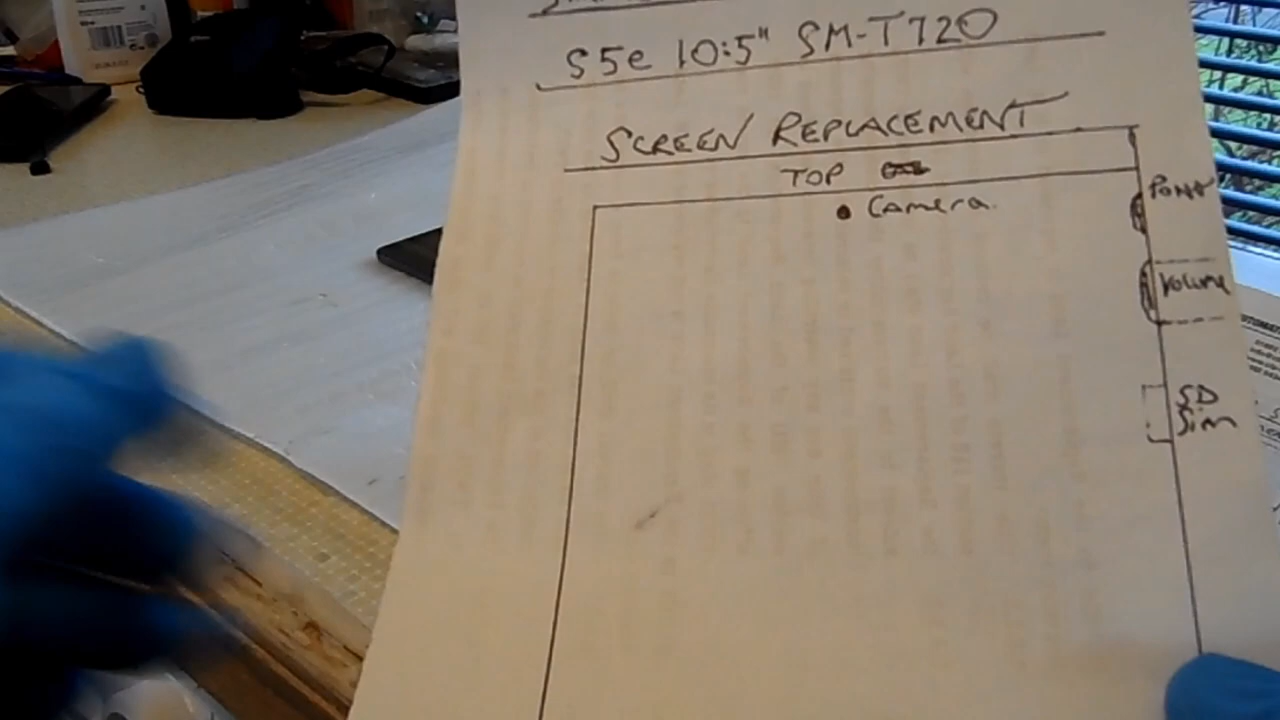 S5e 10:5" SM-T720
SCREEN REPLACEMENT
TOP
Camera
Power
Volume
SD
Sim